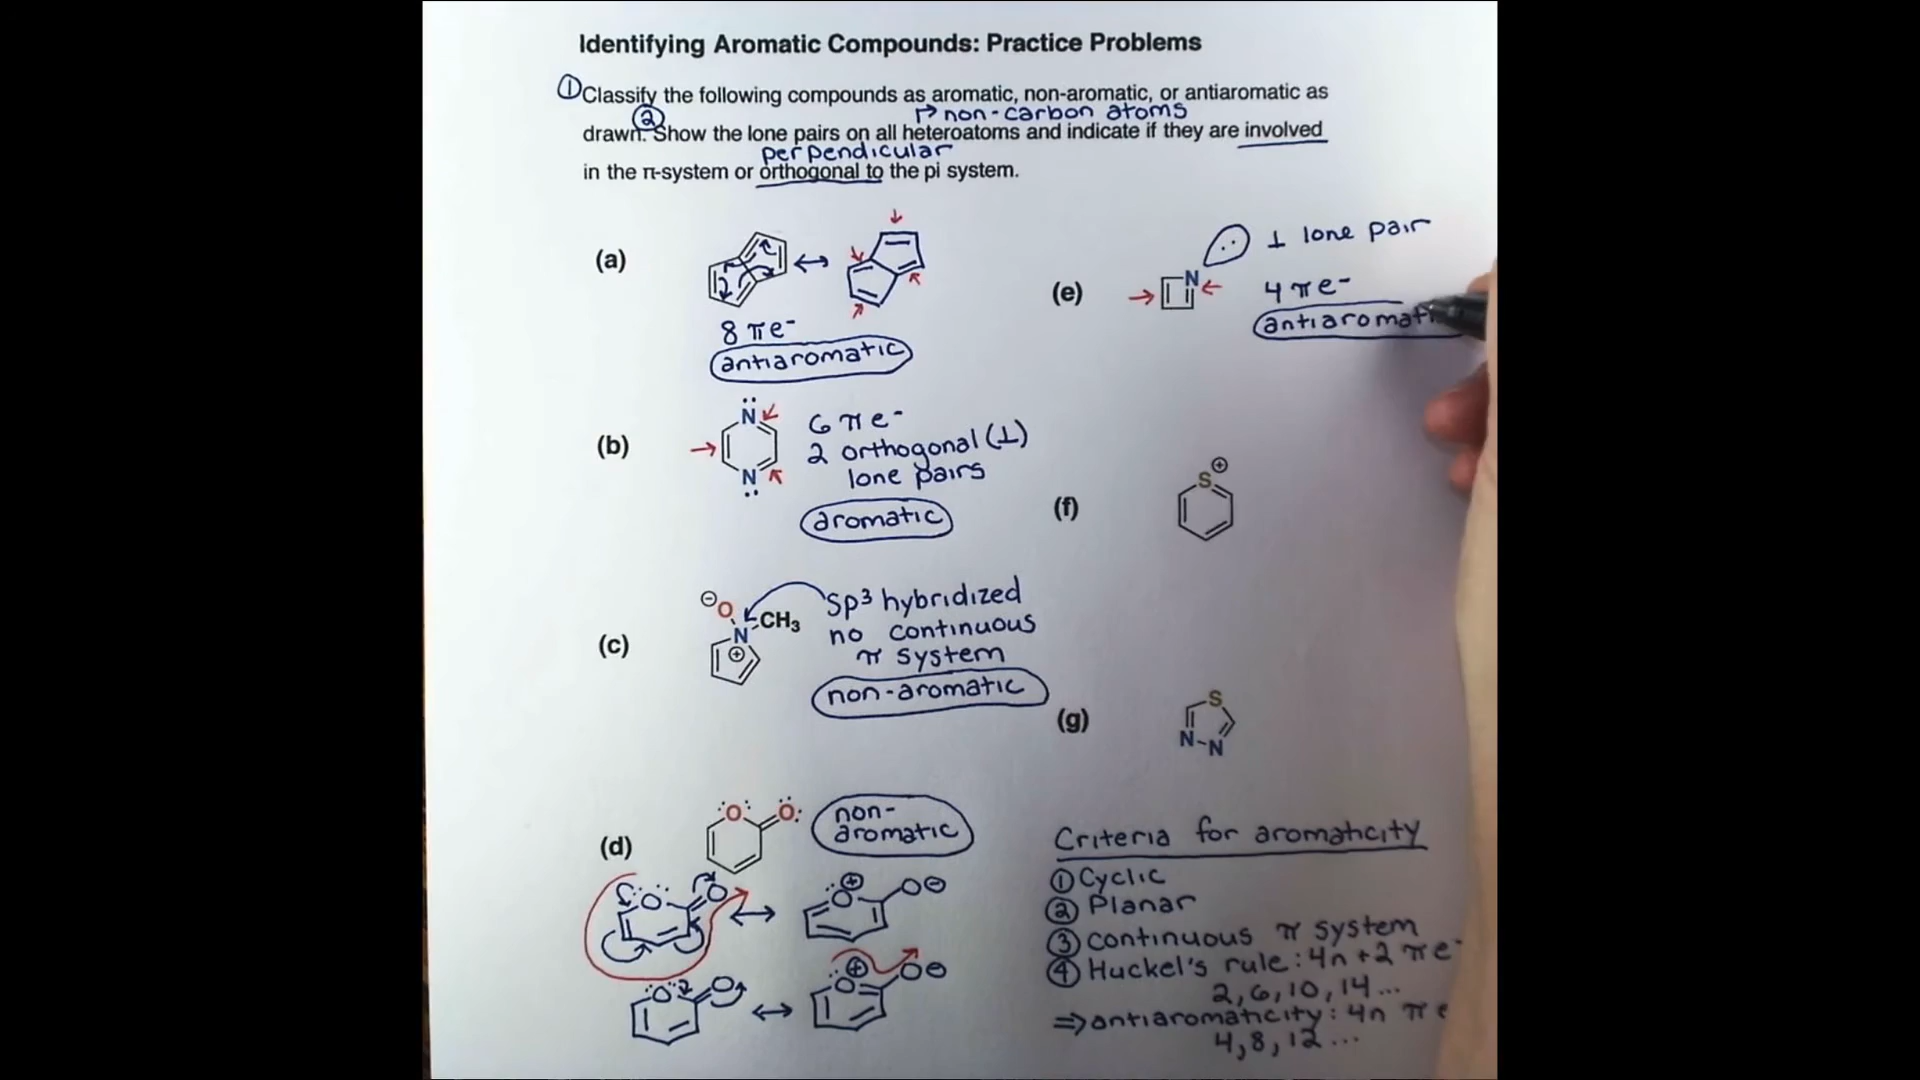 Identifying Aromatic Compounds: Practice Problems
① Classify the following compounds as aromatic, non-aromatic, or antiaromatic as
② ↱ non-carbon atoms
drawn. Show the lone pairs on all heteroatoms and indicate if they are involved
perpendicular
in the π-system or orthogonal to the pi system.
(a)
8 π e⁻
antiaromatic
(b)
N
N
6 π e⁻
2 orthogonal (⊥)
lone pairs
aromatic
(c)
⊖
O
CH₃
N
⊕
sp³ hybridized
no continuous
π system
non-aromatic
(d)
O O
non-
aromatic
O O
⊕
O O⊖
O O
⊕
O O⊖
(e)
N
⊥ lone pair
4 π e⁻
(f)
⊕
S
(g)
S
N-N
Criteria for aromaticity
① Cyclic
② Planar
③ continuous π system
④ Huckel's rule: 4n+2 π e⁻
2, 6, 10, 14...
⇒ antiaromaticity: 4n π e
4, 8, 12...